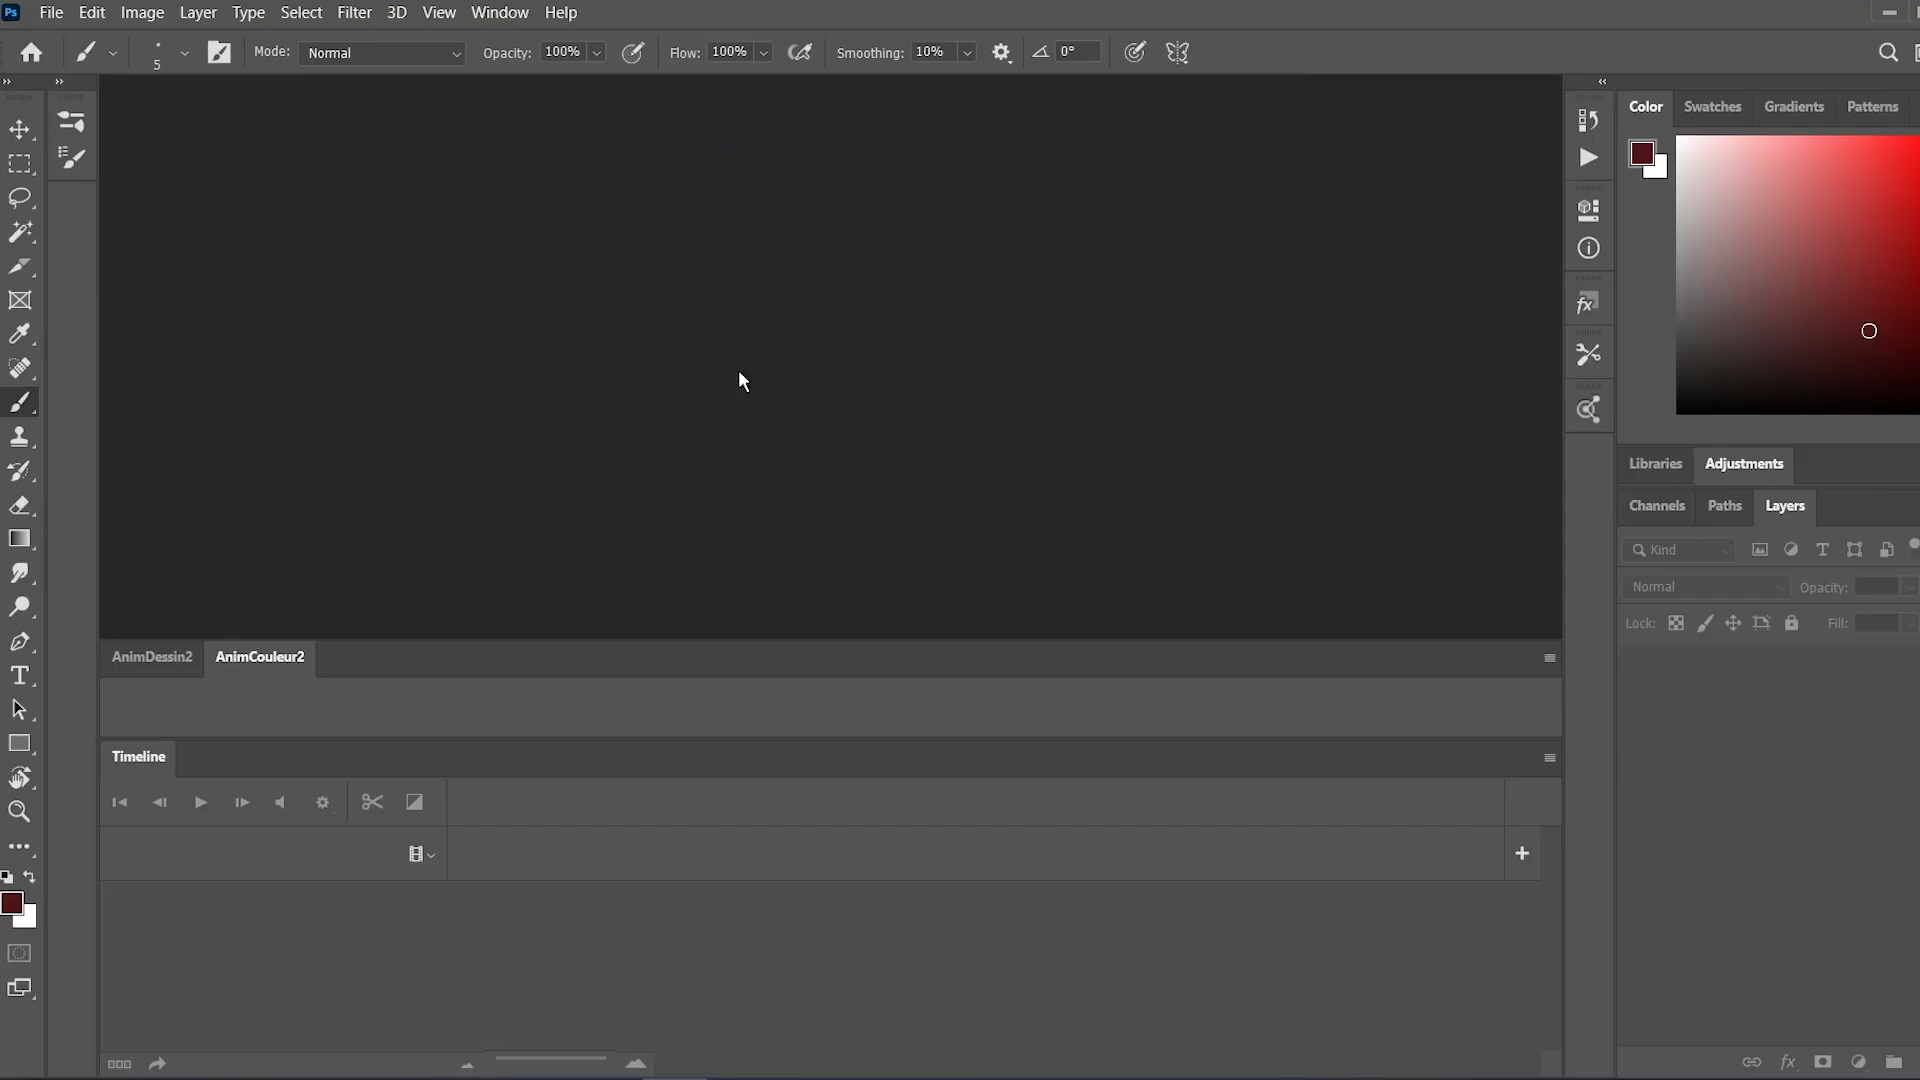 Ps File Edit Image Layer Type Select Filter 3D View Window Help
5 Mode: Normal Opacity: 100% Flow: 100% Smoothing: 10% 0°
Color Swatches Gradients Patterns
Libraries Adjustments
Channels Paths Layers
Kind
Normal Opacity:
Lock: Fill:
AnimDessin2 AnimCouleur2
Timeline